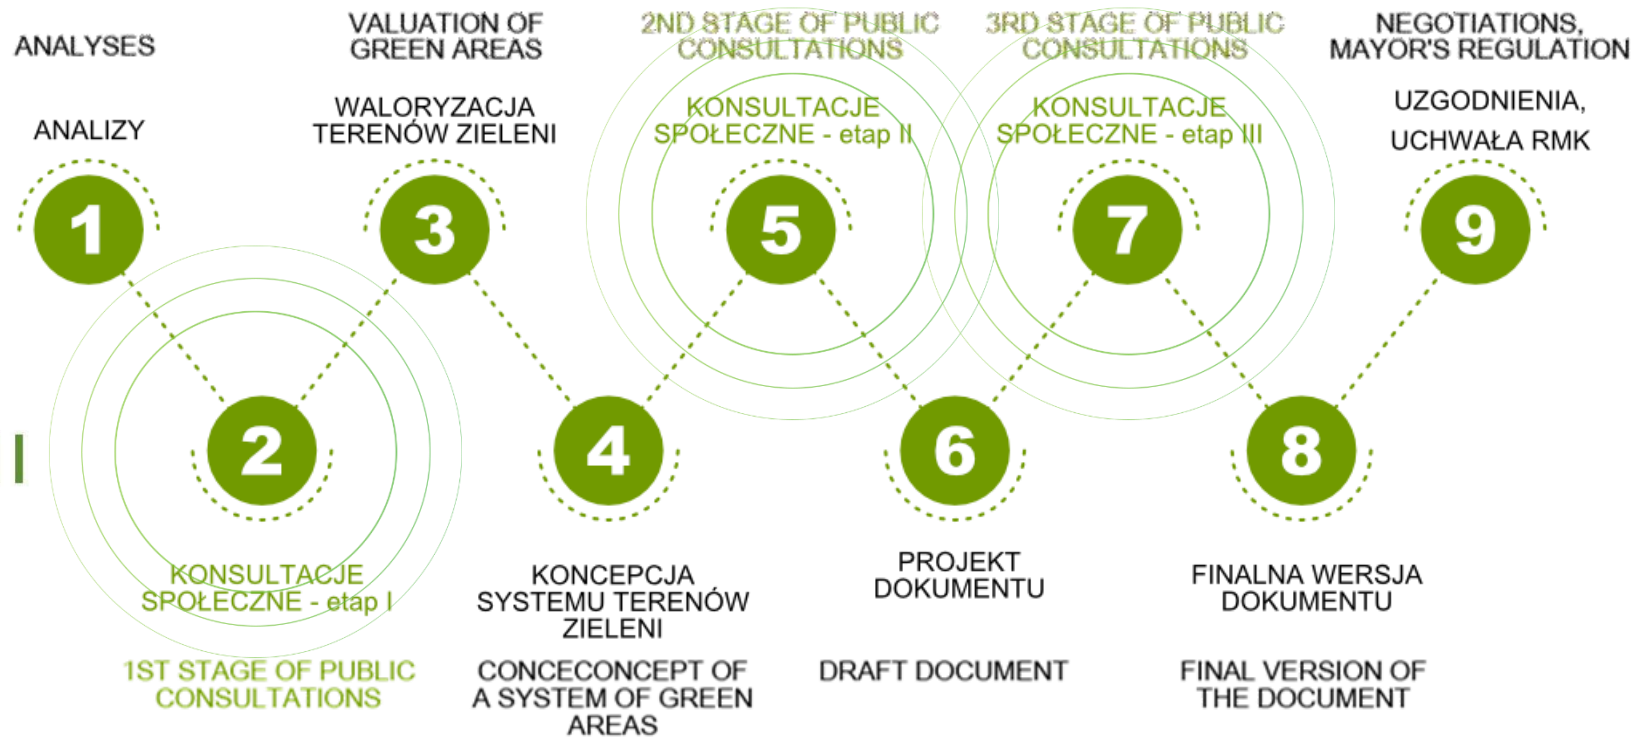 ANALYSES
ANALIZY
1
1ST STAGE OF PUBLIC
CONSULTATIONS
KONSULTACJE
SPOŁECZNE - etap I
2
VALUATION OF
GREEN AREAS
WALORYZACJA
TERENÓW ZIELENI
3
4
KONCEPCJA
SYSTEMU TERENÓW
ZIELENI
CONCECONCEPT OF
A SYSTEM OF GREEN
AREAS
2ND STAGE OF PUBLIC
CONSULTATIONS
KONSULTACJE
SPOŁECZNE - etap II
5
6
PROJEKT
DOKUMENTU
DRAFT DOCUMENT
3RD STAGE OF PUBLIC
CONSULTATIONS
KONSULTACJE
SPOŁECZNE - etap III
7
8
FINALNA WERSJA
DOKUMENTU
FINAL VERSION OF
THE DOCUMENT
NEGOTIATIONS,
MAYOR'S REGULATION
UZGODNIENIA,
UCHWAŁA RMK
9